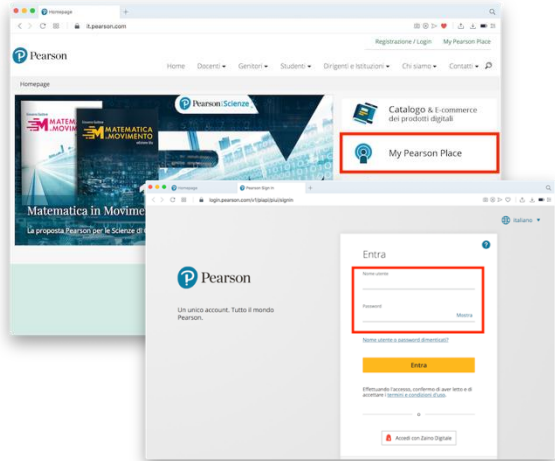 Homepage
it.pearson.com
Registrazione / Login My Pearson Place
Pearson
Home Docenti Genitori Studenti Dirigenti e Istituzioni Chi siamo Contatti
Homepage
Pearson Scienze
MATEMATICA
MOVIMENTO
MATEMATICA
MOVIMENTO
Matematica in Movime
La proposta Pearson per le Scienze di
Catalogo & E-commerce
dei prodotti digitali
My Pearson Place
Homepage
Pearson Sign In
login.pearson.com/v1/piapi/piui/signin
Italiano
Pearson
Un unico account. Tutto il mondo
Pearson.
?
Entra
Nome utente
Password
Mostra
Nome utente o password dimenticati?
Entra
Effettuando l'accesso, confermo di aver letto e di
accettare i termini e condizioni d'uso.
o
Accedi con Zaino Digitale